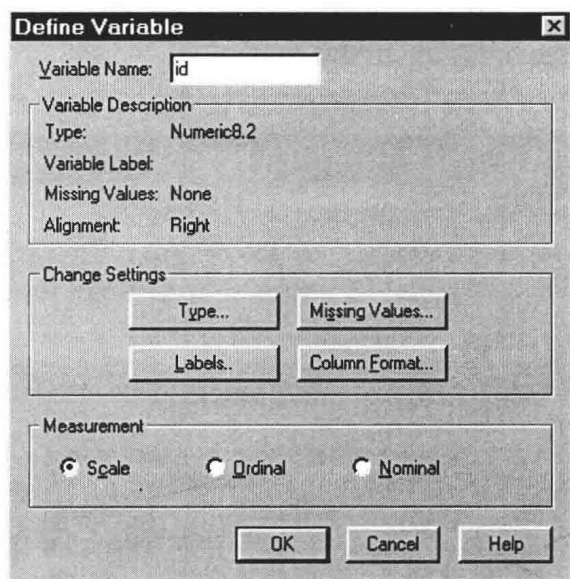 Define Variable
Variable Name: id
Variable Description
Type: Numeric8.2
Variable Label:
Missing Values: None
Alignment: Right
Change Settings
Type... Missing Values...
Labels.. Column Format...
Measurement
Scale Ordinal Nominal
OK Cancel Help